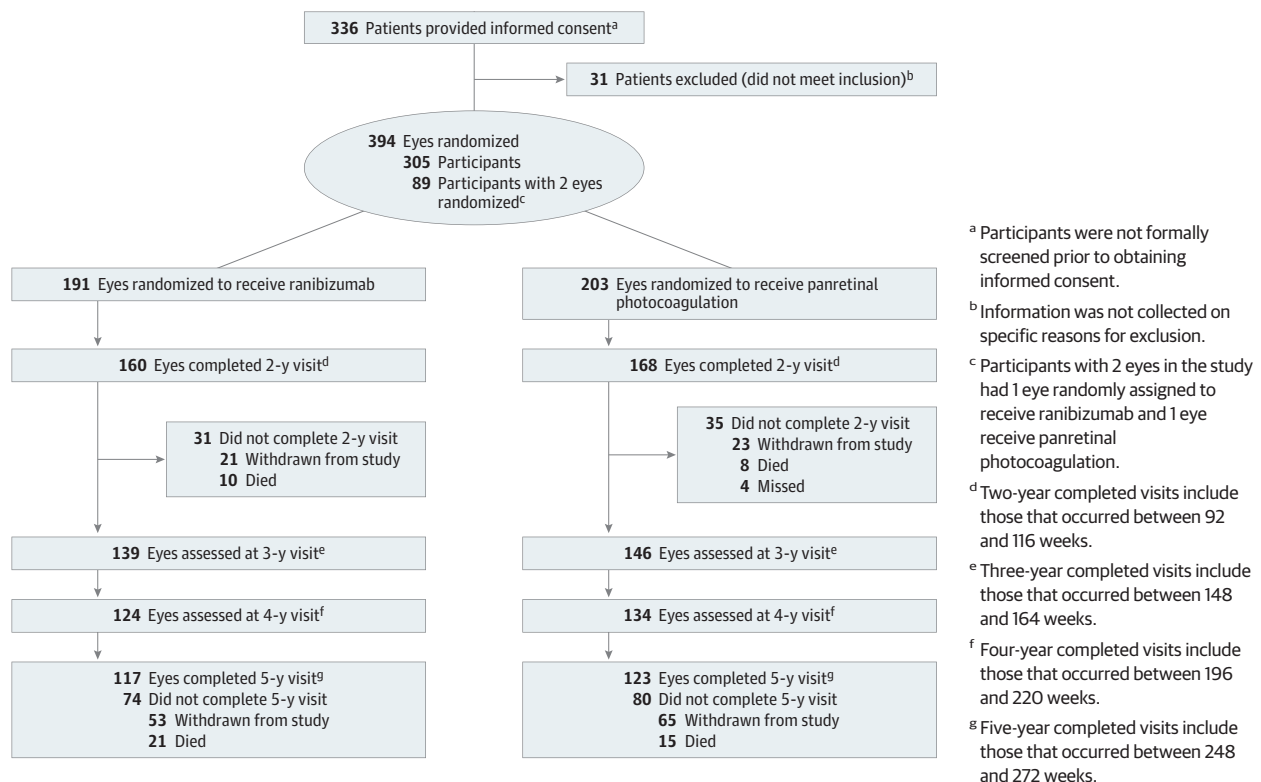 336 Patients provided informed consentᵃ
31 Patients excluded (did not meet inclusion)ᵇ
394 Eyes randomized
305 Participants
89 Participants with 2 eyes
randomizedᶜ
191 Eyes randomized to receive ranibizumab
160 Eyes completed 2-y visitᵈ
31 Did not complete 2-y visit
21 Withdrawn from study
10 Died
139 Eyes assessed at 3-y visitᵉ
124 Eyes assessed at 4-y visitᶠ
117 Eyes completed 5-y visitᵍ
74 Did not complete 5-y visit
53 Withdrawn from study
21 Died
203 Eyes randomized to receive panretinal
photocoagulation
168 Eyes completed 2-y visitᵈ
35 Did not complete 2-y visit
23 Withdrawn from study
8 Died
4 Missed
146 Eyes assessed at 3-y visitᵉ
134 Eyes assessed at 4-y visitᶠ
123 Eyes completed 5-y visitᵍ
80 Did not complete 5-y visit
65 Withdrawn from study
15 Died
ᵃ Participants were not formally
screened prior to obtaining
informed consent.
ᵇ Information was not collected on
specific reasons for exclusion.
ᶜ Participants with 2 eyes in the study
had 1 eye randomly assigned to
receive ranibizumab and 1 eye
receive panretinal
photocoagulation.
ᵈ Two-year completed visits include
those that occurred between 92
and 116 weeks.
ᵉ Three-year completed visits include
those that occurred between 148
and 164 weeks.
ᶠ Four-year completed visits include
those that occurred between 196
and 220 weeks.
ᵍ Five-year completed visits include
those that occurred between 248
and 272 weeks.